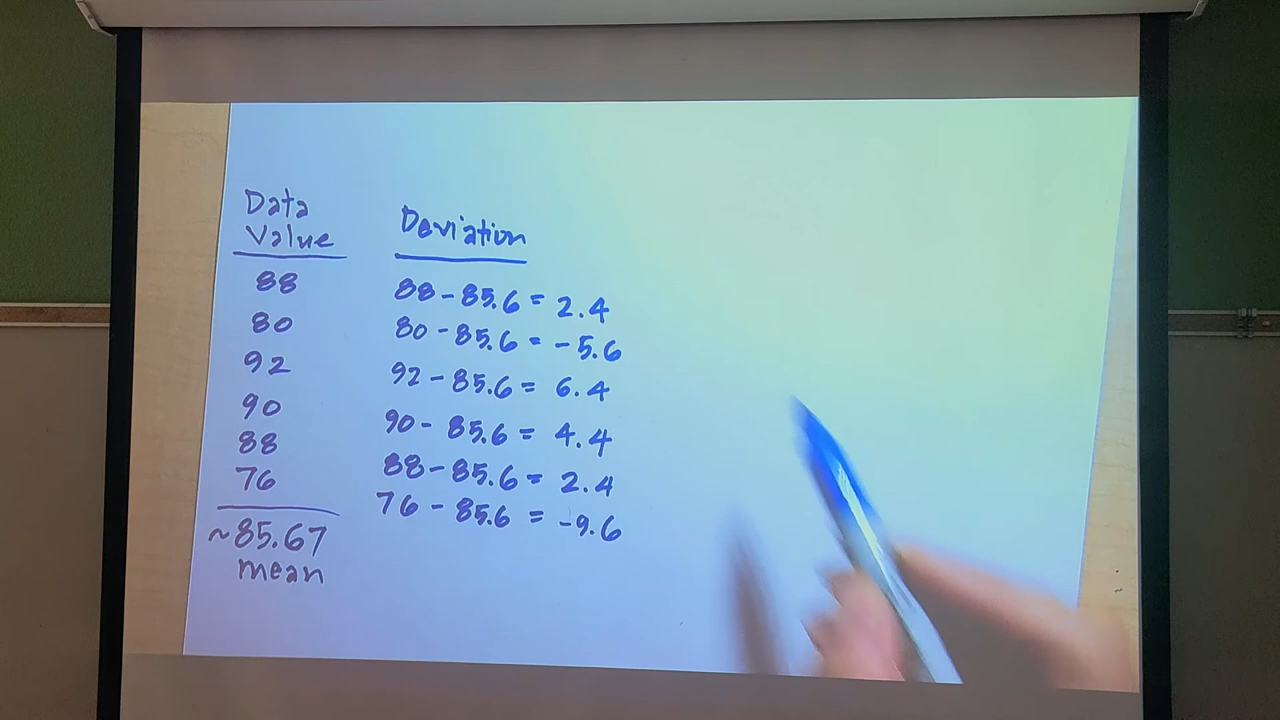 Data
Value
Deviation
88
88-85.6 = 2.4
80
80-85.6 = -5.6
92
92-85.6 = 6.4
90
90-85.6 = 4.4
88
88-85.6 = 2.4
76
76-85.6 = -9.6
~85.67
mean